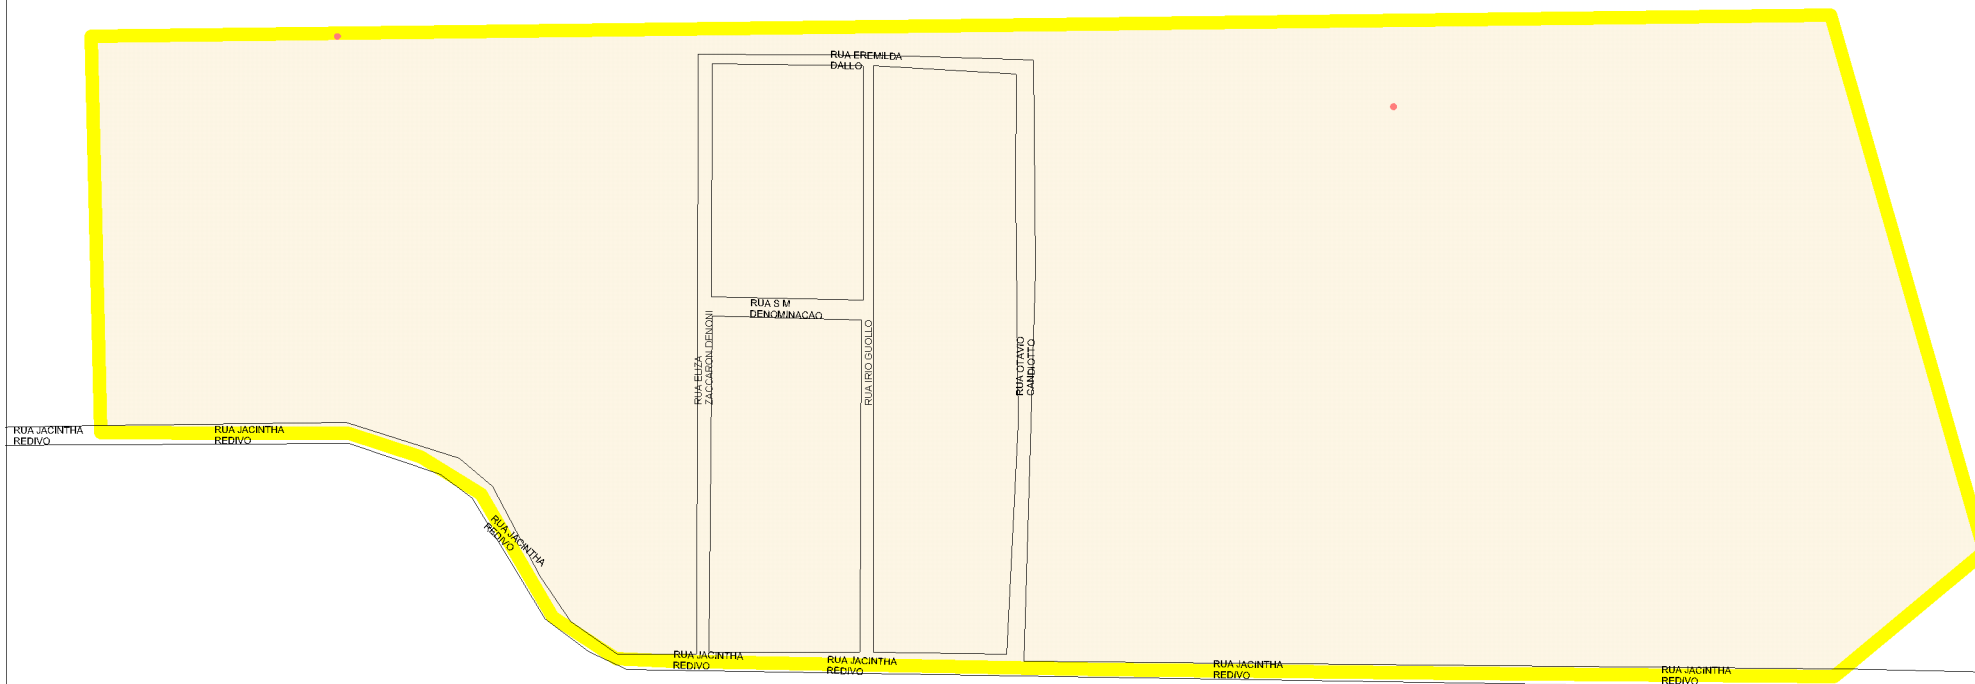 RUA EREMILDA
DALLO
RUA S M
DENOMINACAO
RUA ELIZA
ZACCARON DENONI
RUA IRIO GUOLLO
RUA OTAVIO
CANDIOTTO
RUA JACINTHA
REDIVO
RUA JACINTHA
REDIVO
RUA JACINTHA
REDIVO
RUA JACINTHA
REDIVO
RUA JACINTHA
REDIVO
RUA JACINTHA
REDIVO
RUA JACINTHA
REDIVO